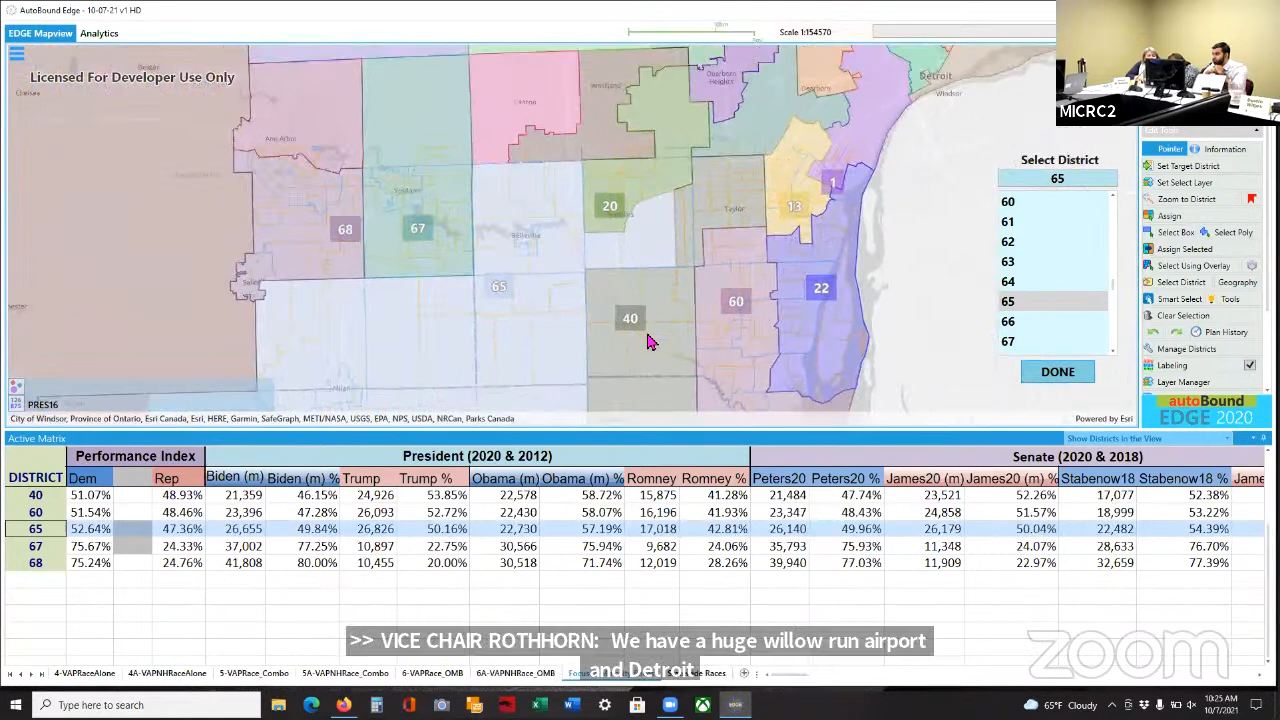 AutoBound Edge - 10-07-21 v1 HD
EDGE Mapview Analytics
Scale 1:154570
Licensed For Developer Use Only
Detroit
Windsor
Dearborn Heights
Dearborn
Canton
Ann Arbor
Ypsilanti
Belleville
Taylor
Milan
68
67
65
20
40
60
13
1
22
PRES16
City of Windsor, Province of Ontario, Esri Canada, Esri, HERE, Garmin, SafeGraph, METI/NASA, USGS, EPA, NPS, USDA, NRCan, Parks Canada
Powered by Esri
MICRC2
Select District
65
60
61
62
63
64
65
66
67
DONE
Edit Table
Pointer Information
Set Target District
Set Select Layer
Zoom to District
Assign
Select Box Select Poly
Assign Selected
Select Using Overlay
Select District Geography
Smart Select Tools
Clear Selection
Plan History
Manage Districts
Labeling
Layer Manager
autoBound
EDGE 2020
Active Matrix
Show Districts in the View
Performance Index President (2020 & 2012) Senate (2020 & 2018)
DISTRICT Dem Rep Biden (m) Biden (m) % Trump Trump % Obama (m) Obama (m) % Romney Romney % Peters20 Peters20 % James20 (m) James20 (m) % Stabenow18 Stabenow18 % Jame
40 51.07% 48.93% 21,359 46.15% 24,926 53.85% 22,578 58.72% 15,875 41.28% 21,484 47.74% 23,521 52.26% 17,077 52.38%
60 51.54% 48.46% 23,396 47.28% 26,093 52.72% 22,430 58.07% 16,196 41.93% 23,347 48.43% 24,858 51.57% 18,999 53.22%
65 52.64% 47.36% 26,655 49.84% 26,826 50.16% 22,730 57.19% 17,018 42.81% 26,140 49.96% 26,179 50.04% 22,482 54.39%
67 75.67% 24.33% 37,002 77.25% 10,897 22.75% 30,566 75.94% 9,682 24.06% 35,793 75.93% 11,348 24.07% 28,633 76.70%
68 75.24% 24.76% 41,808 80.00% 10,455 20.00% 30,518 71.74% 12,019 28.26% 39,940 77.03% 11,909 22.97% 32,659 77.39%
>> VICE CHAIR ROTHHORN: We have a huge willow run airport
and Detroit
zoom
4-VAPRaceAlone 4A-VAPNHRaceAlone 5-VAPRace_Combo 5A-VAPNHRace_Combo 6-VAPRace_OMB 6A-VAPNHRace_OMB Races
Type here to search
65°F Cloudy
10:25 AM
10/7/2021